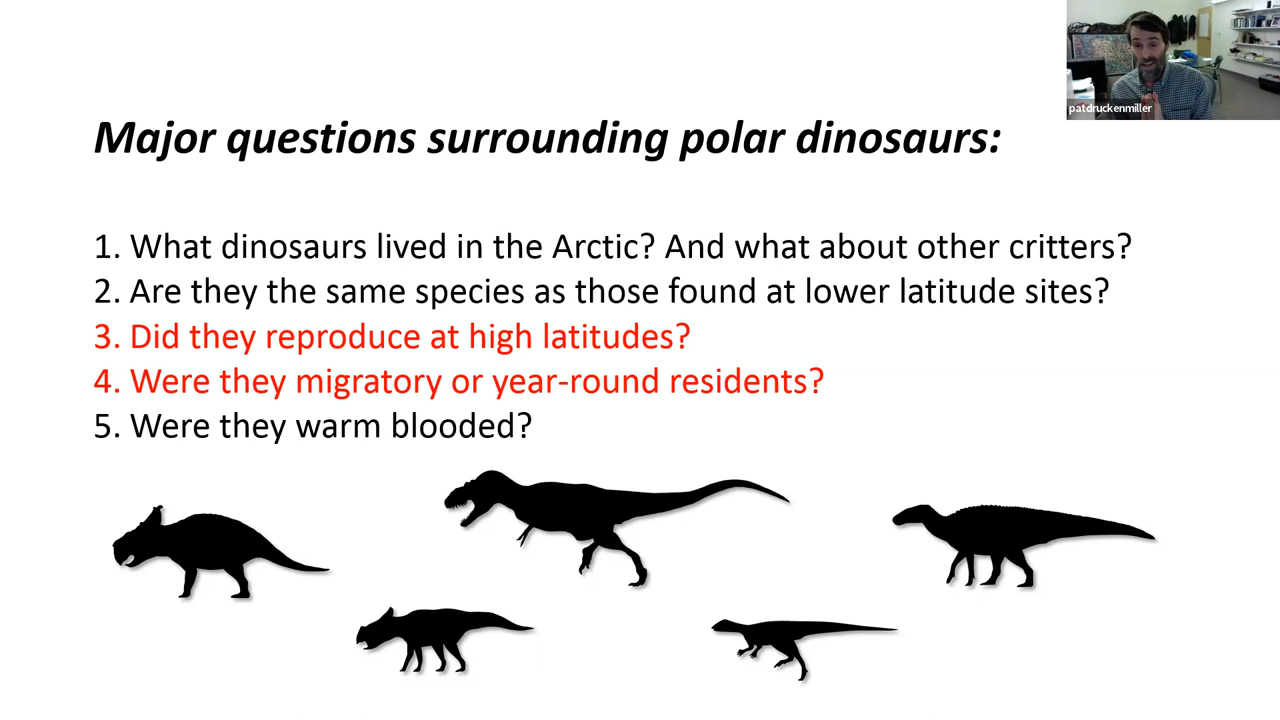 patdruckenmiller
Major questions surrounding polar dinosaurs:
1. What dinosaurs lived in the Arctic? And what about other critters?
2. Are they the same species as those found at lower latitude sites?
3. Did they reproduce at high latitudes?
4. Were they migratory or year-round residents?
5. Were they warm blooded?